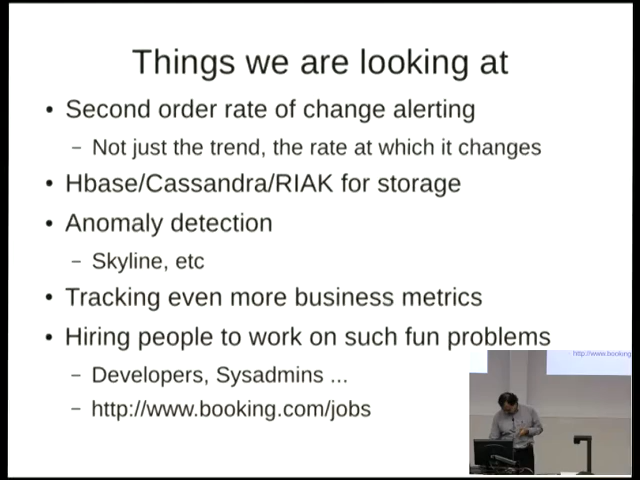 Things we are looking at
• Second order rate of change alerting
– Not just the trend, the rate at which it changes
• Hbase/Cassandra/RIAK for storage
• Anomaly detection
– Skyline, etc
• Tracking even more business metrics
• Hiring people to work on such fun problems
– Developers, Sysadmins ...
– http://www.booking.com/jobs
http://www.booking